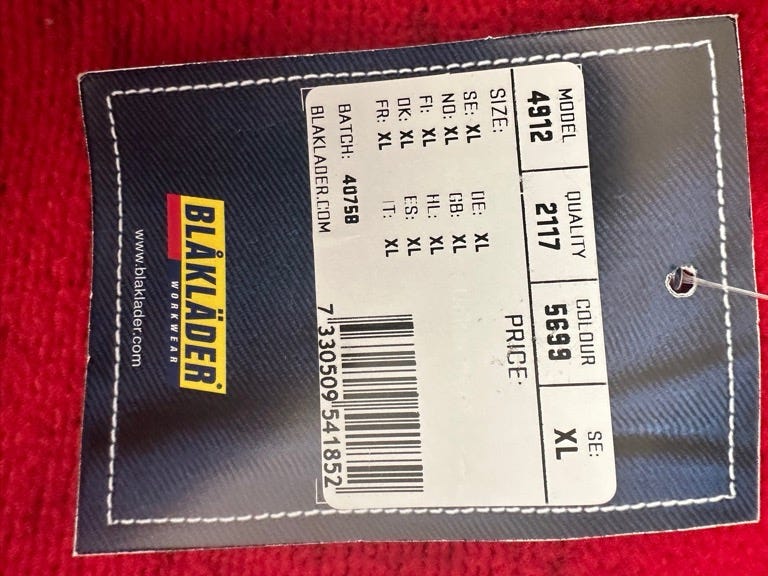 MODEL QUALITY COLOUR SE:
4912 2117 5699 XL
SIZE: PRICE:
SE: XL DE: XL
NO: XL GB: XL
FI: XL NL: XL
DK: XL ES: XL
FR: XL IT: XL
BATCH: 40758
BLAKLADER.COM
7 330509 541852
BLÅKLÄDER®
WORKWEAR
www.blaklader.com